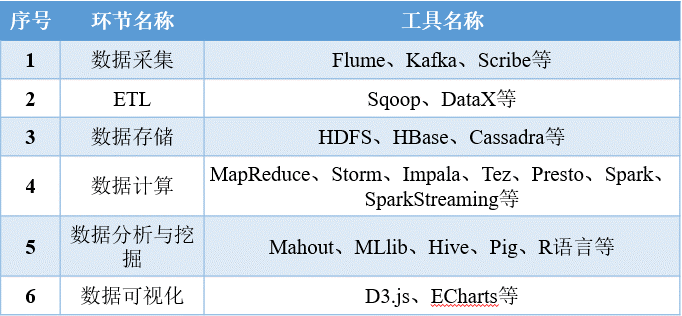 序号 环节名称 工具名称
1 数据采集 Flume、Kafka、Scribe等
2 ETL Sqoop、DataX等
3 数据存储 HDFS、HBase、Cassadra等
4 数据计算 MapReduce、Storm、Impala、Tez、Presto、Spark、
SparkStreaming等
5 数据分析与挖
掘 Mahout、MLlib、Hive、Pig、R语言等
6 数据可视化 D3.js、ECharts等